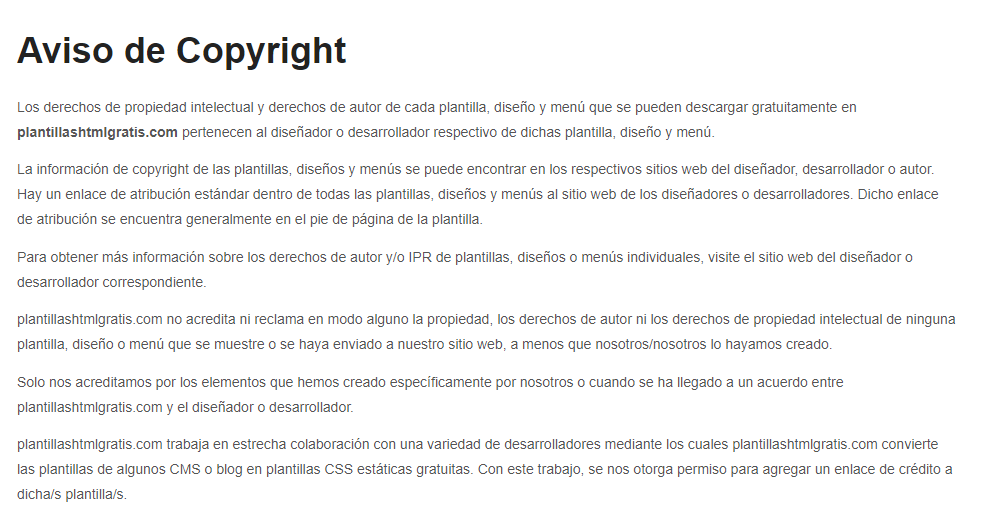 Aviso de Copyright
Los derechos de propiedad intelectual y derechos de autor de cada plantilla, diseño y menú que se pueden descargar gratuitamente en
plantillashtmlgratis.com pertenecen al diseñador o desarrollador respectivo de dichas plantilla, diseño y menú.
La información de copyright de las plantillas, diseños y menús se puede encontrar en los respectivos sitios web del diseñador, desarrollador o autor.
Hay un enlace de atribución estándar dentro de todas las plantillas, diseños y menús al sitio web de los diseñadores o desarrolladores. Dicho enlace
de atribución se encuentra generalmente en el pie de página de la plantilla.
Para obtener más información sobre los derechos de autor y/o IPR de plantillas, diseños o menús individuales, visite el sitio web del diseñador o
desarrollador correspondiente.
plantillashtmlgratis.com no acredita ni reclama en modo alguno la propiedad, los derechos de autor ni los derechos de propiedad intelectual de ninguna
plantilla, diseño o menú que se muestre o se haya enviado a nuestro sitio web, a menos que nosotros/nosotros lo hayamos creado.
Solo nos acreditamos por los elementos que hemos creado específicamente por nosotros o cuando se ha llegado a un acuerdo entre
plantillashtmlgratis.com y el diseñador o desarrollador.
plantillashtmlgratis.com trabaja en estrecha colaboración con una variedad de desarrolladores mediante los cuales plantillashtmlgratis.com convierte
las plantillas de algunos CMS o blog en plantillas CSS estáticas gratuitas. Con este trabajo, se nos otorga permiso para agregar un enlace de crédito a
dicha/s plantilla/s.